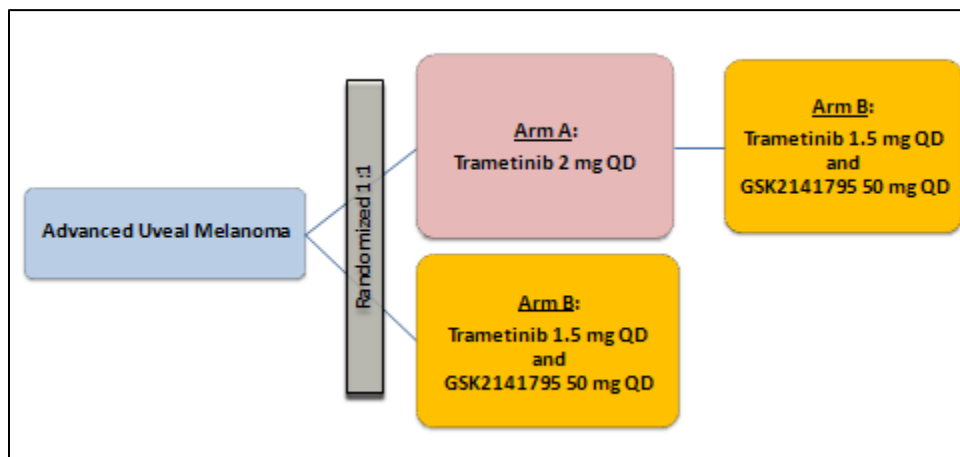 Advanced Uveal Melanoma
Randomized 1:1
Arm A:
Trametinib 2 mg QD
Arm B:
Trametinib 1.5 mg QD
and
GSK2141795 50 mg QD
Arm B:
Trametinib 1.5 mg QD
and
GSK2141795 50 mg QD